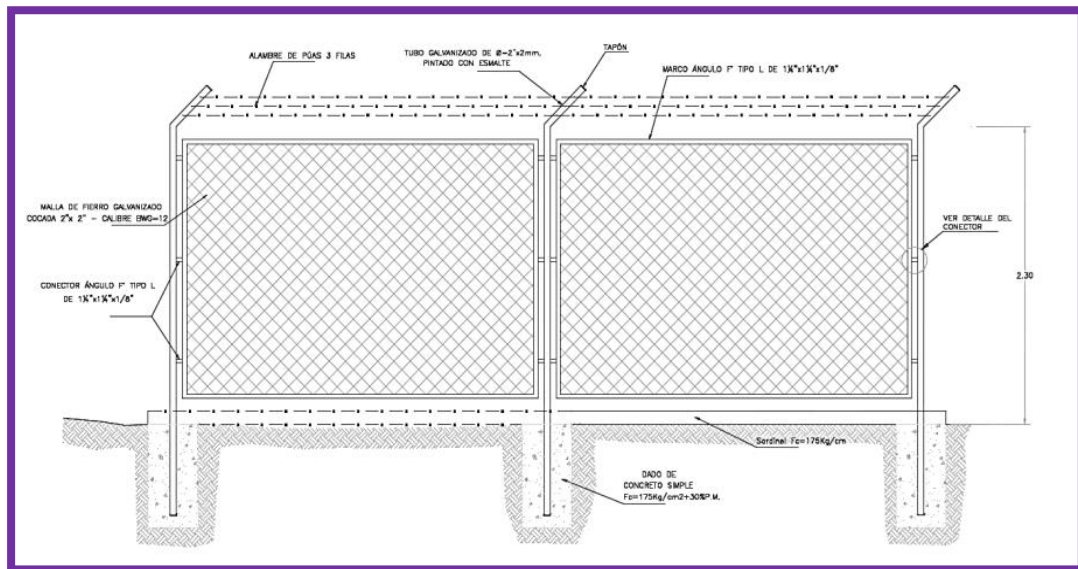 ALAMBRE DE PÚAS 3 FILAS
TUBO GALVANIZADO DE Ø-2"x2mm.
PINTADO CON ESMALTE
TAPÓN
MARCO ÁNGULO F° TIPO L DE 1¼"x1¼"x1/8"
MALLA DE FIERRO GALVANIZADO
COCADA 2"x 2" - CALIBRE BWG=12
VER DETALLE DEL
CONECTOR
2.30
CONECTOR ÁNGULO F° TIPO L
DE 1¼"x1¼"x1/8"
Sardinel Fc=175Kg/cm
DADO DE
CONCRETO SIMPLE
Fc=175Kg/cm2+30%P.M.